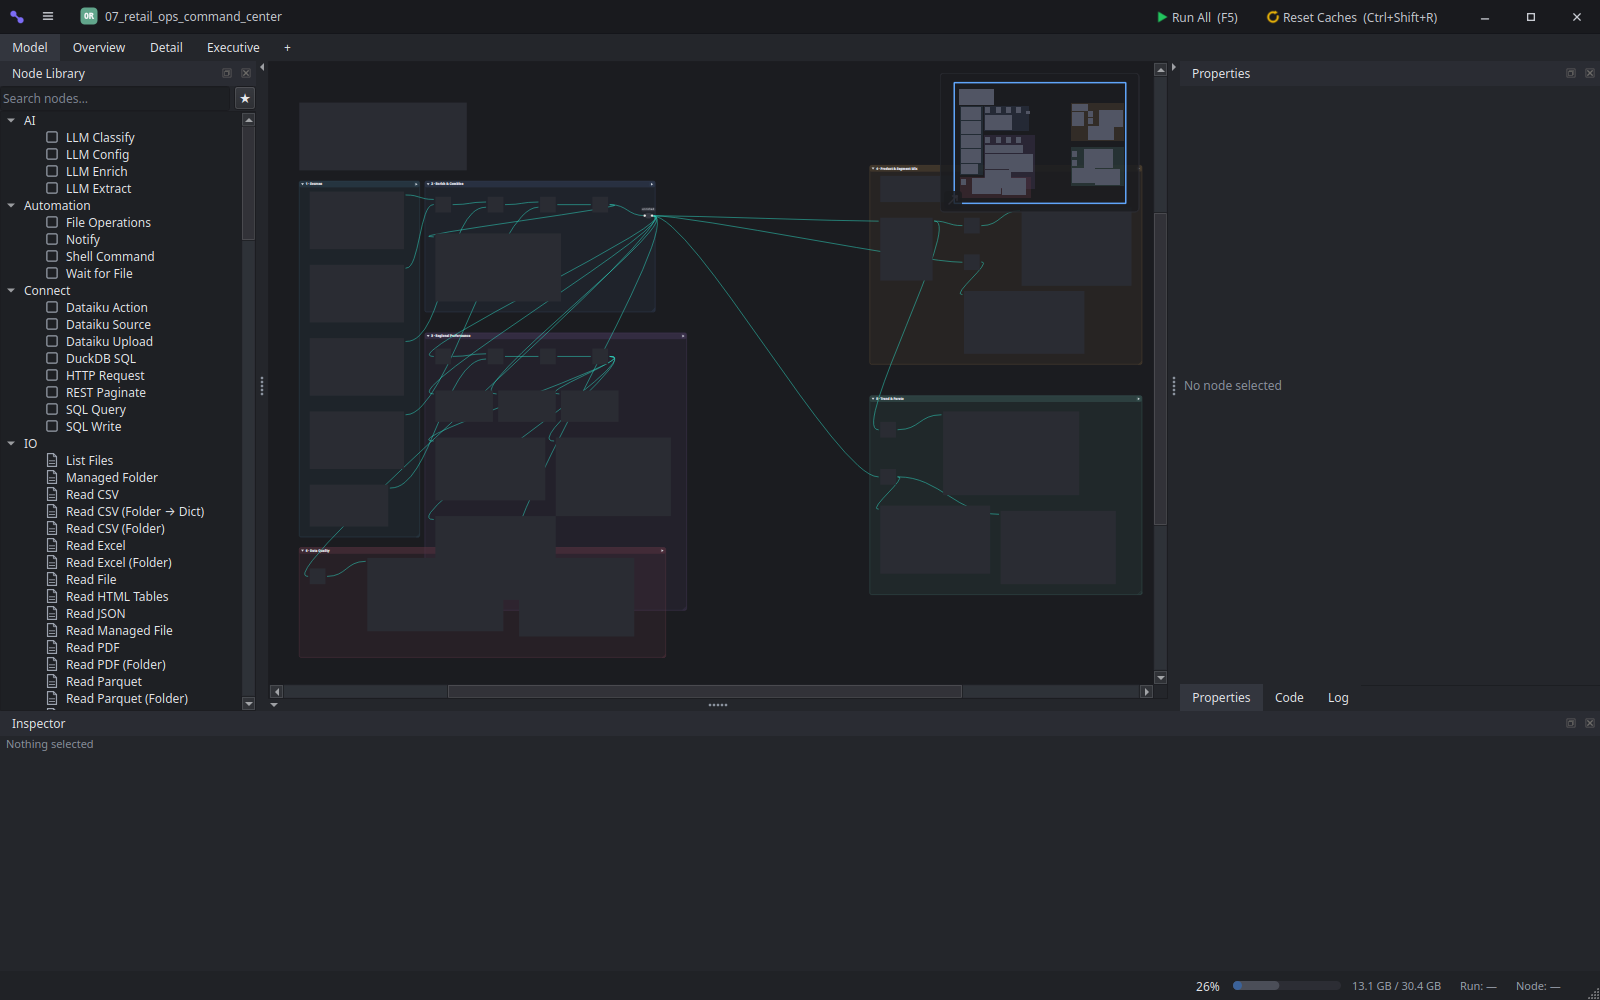 OR 07_retail_ops_command_center
Run All (F5)
Reset Caches (Ctrl+Shift+R)
Model
Overview
Detail
Executive
+
Node Library
Search nodes...
AI
LLM Classify
LLM Config
LLM Enrich
LLM Extract
Automation
File Operations
Notify
Shell Command
Wait for File
Connect
Dataiku Action
Dataiku Source
Dataiku Upload
DuckDB SQL
HTTP Request
REST Paginate
SQL Query
SQL Write
IO
List Files
Managed Folder
Read CSV
Read CSV (Folder → Dict)
Read CSV (Folder)
Read Excel
Read Excel (Folder)
Read File
Read HTML Tables
Read JSON
Read Managed File
Read PDF
Read PDF (Folder)
Read Parquet
Read Parquet (Folder)
Properties
No node selected
Properties
Code
Log
Inspector
Nothing selected
26%
13.1 GB / 30.4 GB
Run: —
Node: —